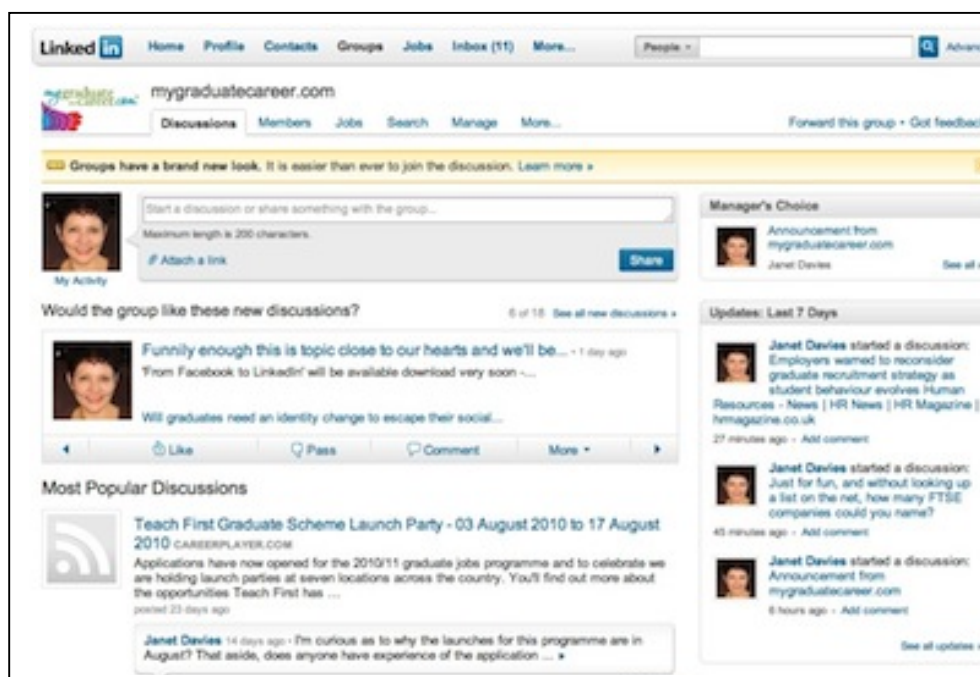 Linked in Home Profile Contacts Groups Jobs Inbox (11) More... People
mygraduatecareer.com
Discussions Members Jobs Search Manage More... Forward this group • Got feedback
Groups have a brand new look. It is easier than ever to join the discussion. Learn more »
Start a discussion or share something with the group...
Maximum length is 200 characters.
Attach a link Share
My Activity
Would the group like these new discussions? 6 of 18 See all new discussions »
Funnily enough this is topic close to our hearts and we'll be... • 1 day ago
'From Facebook to LinkedIn' will be available download very soon -...
Will graduates need an identity change to escape their social...
Like Pass Comment More
Most Popular Discussions
Teach First Graduate Scheme Launch Party - 03 August 2010 to 17 August
2010 CAREERPLAYER.COM
Applications have now opened for the 2010/11 graduate jobs programme and to celebrate we
are holding launch parties at seven locations across the country. You'll find out more about
the opportunities Teach First has ...
posted 23 days ago
Janet Davies 14 days ago • I'm curious as to why the launches for this programme are in
August? That aside, does anyone have experience of the application ... »
Manager's Choice
Announcement from
mygraduatecareer.com
Janet Davies See all
Updates: Last 7 Days
Janet Davies started a discussion:
Employers warned to reconsider
graduate recruitment strategy as
student behaviour evolves Human
Resources - News | HR News | HR Magazine |
hrmagazine.co.uk
27 minutes ago • Add comment
Janet Davies started a discussion:
Just for fun, and without looking up
a list on the net, how many FTSE
companies could you name?
45 minutes ago • Add comment
Janet Davies started a discussion:
Announcement from
mygraduatecareer.com
6 hours ago • Add comment
See all updates